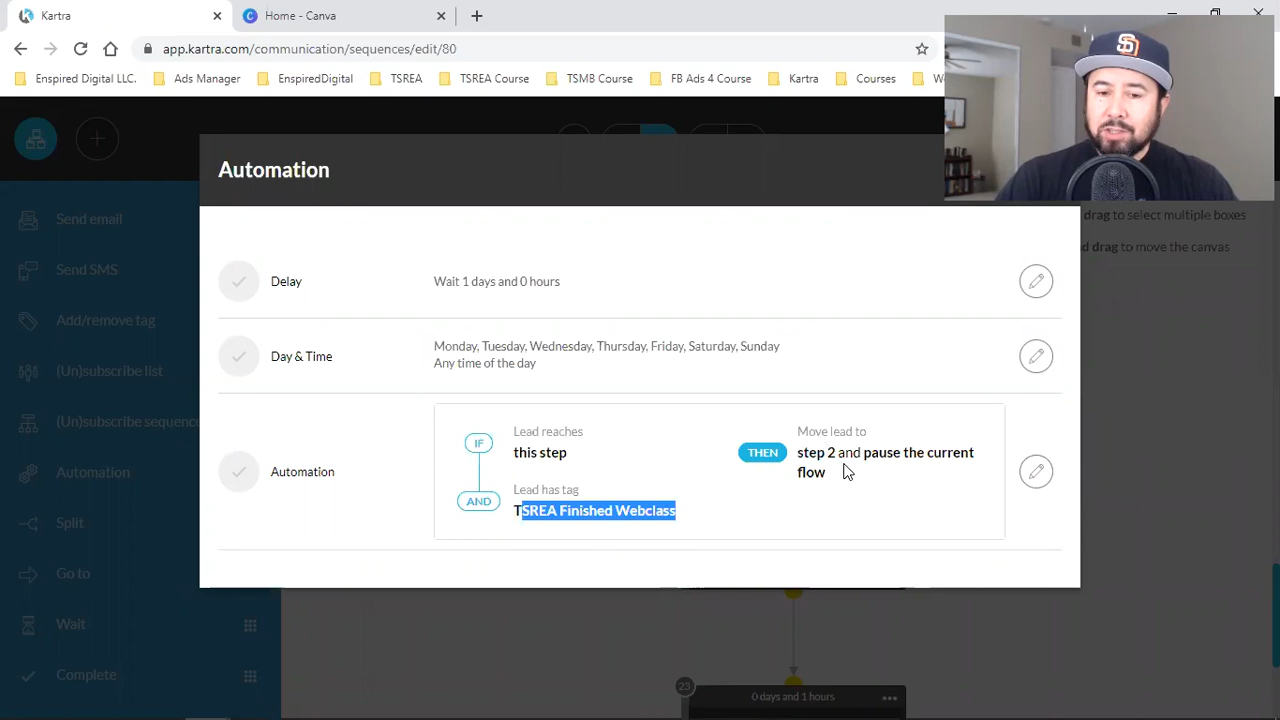 Kartra
Home - Canva
app.kartra.com/communication/sequences/edit/80
Enspired Digital LLC.
Ads Manager
EnspiredDigital
TSREA
TSREA Course
TSMB Course
FB Ads 4 Course
Kartra
Courses
Automation
drag to select multiple boxes
drag to move the canvas
Send email
Send SMS
Add/remove tag
(Un)subscribe list
(Un)subscribe sequenc
Automation
Split
Go to
Wait
Complete
Delay
Wait 1 days and 0 hours
Day & Time
Monday, Tuesday, Wednesday, Thursday, Friday, Saturday, Sunday
Any time of the day
Automation
IF
Lead reaches
this step
AND
Lead has tag
TSREA Finished Webclass
THEN
Move lead to
step 2 and pause the current
flow
23
0 days and 1 hours